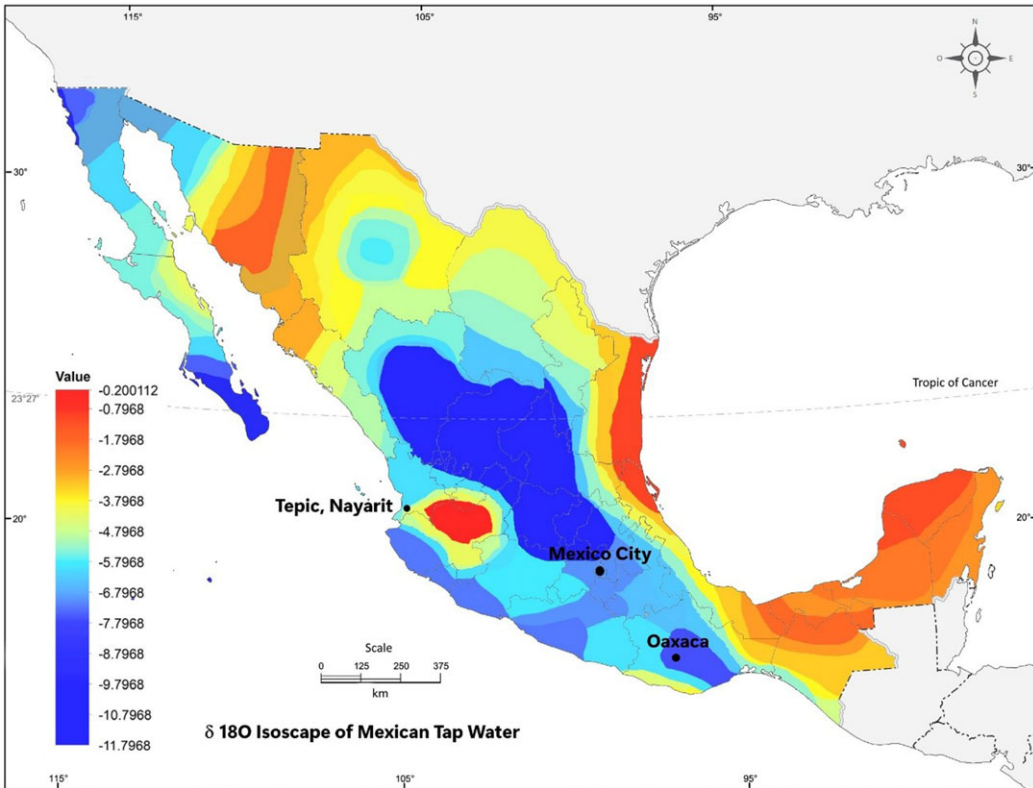 115°
105°
95°
N
O
E
S
30°
30°
Value
-0.200112
-0.7968
-1.7968
-2.7968
-3.7968
-4.7968
-5.7968
-6.7968
-7.7968
-8.7968
-9.7968
-10.7968
-11.7968
23°27'
Tropic of Cancer
Tepic, Nayarit
20°
20°
Mexico City
Oaxaca
Scale
0 125 250 375
km
δ 18O Isoscape of Mexican Tap Water
115°
105°
95°